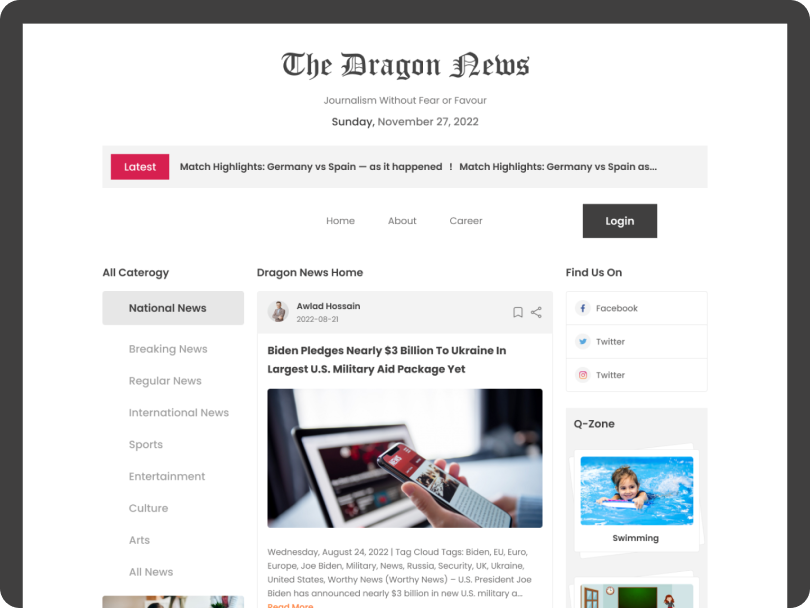 The Dragon News
Journalism Without Fear or Favour
Sunday, November 27, 2022
Latest
Match Highlights: Germany vs Spain — as it happened ! Match Highlights: Germany vs Spain as...
Home About Career
Login
All Caterogy
National News
Breaking News
Regular News
International News
Sports
Entertainment
Culture
Arts
All News
Dragon News Home
Awlad Hossain
2022-08-21
Biden Pledges Nearly $3 Billion To Ukraine In
Largest U.S. Military Aid Package Yet
Wednesday, August 24, 2022 | Tag Cloud Tags: Biden, EU, Euro,
Europe, Joe Biden, Military, News, Russia, Security, UK, Ukraine,
United States, Worthy News (Worthy News) – U.S. President Joe
Biden has announced nearly $3 billion in new U.S. military a...
Read More
Find Us On
Facebook
Twitter
Twitter
Q-Zone
Swimming